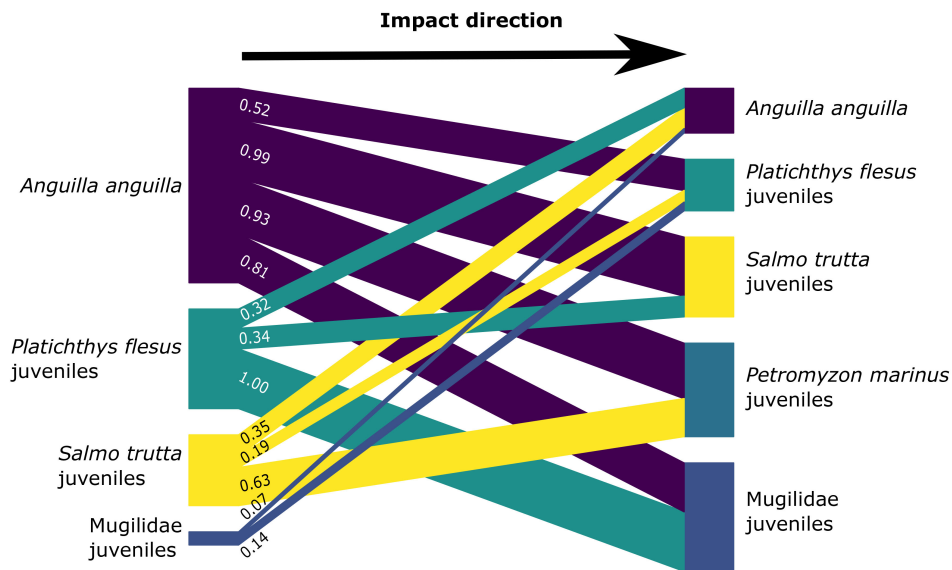 Impact direction
Anguilla anguilla
Platichthys flesus
juveniles
Salmo trutta
juveniles
Mugilidae
juveniles
0.52
0.99
0.93
0.81
0.32
0.34
1.00
0.35
0.19
0.63
0.07
0.14
Anguilla anguilla
Platichthys flesus
juveniles
Salmo trutta
juveniles
Petromyzon marinus
juveniles
Mugilidae
juveniles